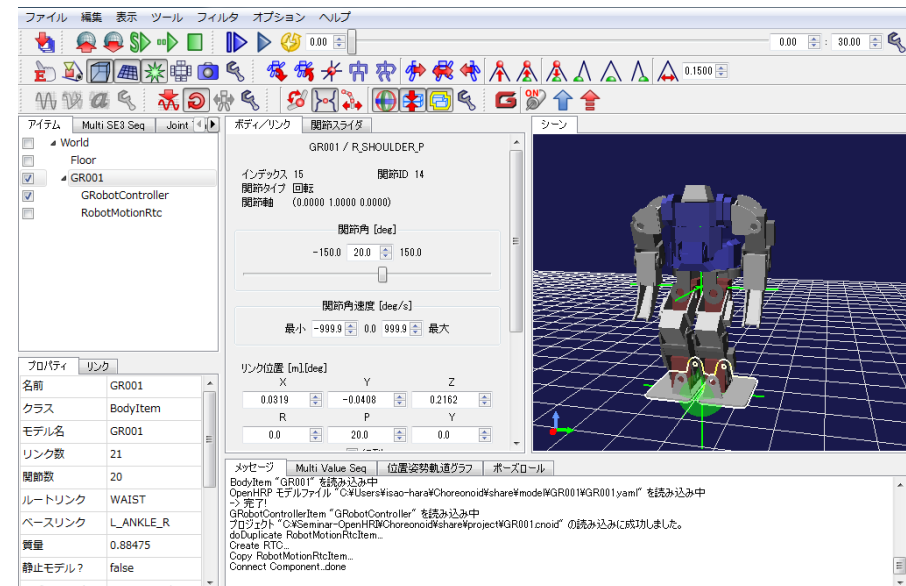 ファイル 編集 表示 ツール フィルタ オプション ヘルプ
0.00 0.00 : 30.00
0.1500
ON
アイテム Multi SE3 Seq Joint
World
Floor
GR001
GRobotController
RobotMotionRtc
ボディ/リンク 関節スライダ
GR001 / R_SHOULDER_P
インデックス 15 関節ID 14
関節タイプ 回転
関節軸 (0.0000 1.0000 0.0000)
関節角 [deg]
-150.0 20.0 150.0
関節角速度 [deg/s]
最小 -999.9 0.0 999.9 最大
リンク位置 [m],[deg]
X Y Z
0.0319 -0.0408 0.2162
R P Y
0.0 20.0 0.0
シーン
プロパティ リンク
名前 GR001
クラス BodyItem
モデル名 GR001
リンク数 21
関節数 20
ルートリンク WAIST
ベースリンク L_ANKLE_R
質量 0.88475
静止モデル? false
メッセージ Multi Value Seq 位置姿勢軌道グラフ ポーズロール
BodyItem "GR001" を読み込み中
OpenHRP モデルファイル "C:¥Users¥isao-hara¥Choreonoid¥share¥model¥GR001¥GR001.yaml" を読み込み中
-> 完了!
GRobotControllerItem "GRobotController" を読み込み中
プロジェクト "C:¥Seminar-OpenHRI¥Choreonoid¥share¥project¥GR001.cnoid" の読み込みに成功しました。
doDuplicate RobotMotionRtcItem...
Create RTC...
Copy RobotMotionRtcItem...
Connect Component..done